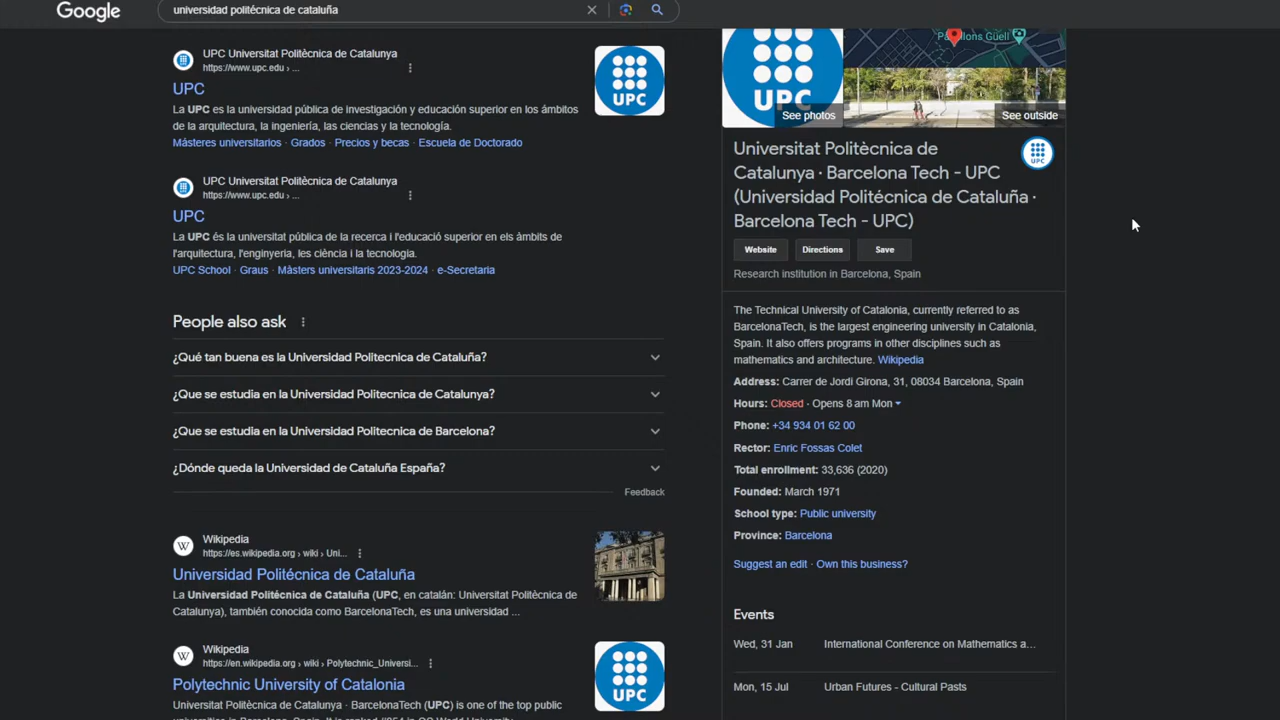 Google
universidad politécnica de cataluña
UPC Universitat Politècnica de Catalunya
https://www.upc.edu › ...
UPC
La UPC es la universidad pública de investigación y educación superior en los ámbitos
de la arquitectura, la ingeniería, las ciencias y la tecnología.
Másteres universitarios · Grados · Precios y becas · Escuela de Doctorado
UPC
UPC Universitat Politècnica de Catalunya
https://www.upc.edu › ...
UPC
La UPC és la universitat pública de la recerca i l'educació superior en els àmbits de
l'arquitectura, l'enginyeria, les ciència i la tecnologia.
UPC School · Graus · Màsters universitaris 2023-2024 · e-Secretaria
People also ask
¿Qué tan buena es la Universidad Politecnica de Cataluña?
¿Que se estudia en la Universidad Politecnica de Catalunya?
¿Que se estudia en la Universidad Politecnica de Barcelona?
¿Dónde queda la Universidad de Cataluña España?
Feedback
W
Wikipedia
https://es.wikipedia.org › wiki › Uni...
Universidad Politécnica de Cataluña
La Universidad Politécnica de Cataluña (UPC, en catalán: Universitat Politècnica de
Catalunya), también conocida como BarcelonaTech, es una universidad ...
W
Wikipedia
https://en.wikipedia.org › wiki › Polytechnic_Universi...
Polytechnic University of Catalonia
Universitat Politècnica de Catalunya · BarcelonaTech (UPC) is one of the top public
UPC
UPC
See photos
Güell
See outside
Universitat Politècnica de
Catalunya · Barcelona Tech - UPC
(Universidad Politécnica de Cataluña ·
Barcelona Tech - UPC)
UPC
Website
Directions
Save
Research institution in Barcelona, Spain
The Technical University of Catalonia, currently referred to as
BarcelonaTech, is the largest engineering university in Catalonia,
Spain. It also offers programs in other disciplines such as
mathematics and architecture. Wikipedia
Address: Carrer de Jordi Girona, 31, 08034 Barcelona, Spain
Hours: Closed · Opens 8 am Mon
Phone: +34 934 01 62 00
Rector: Enric Fossas Colet
Total enrollment: 33,636 (2020)
Founded: March 1971
School type: Public university
Province: Barcelona
Suggest an edit · Own this business?
Events
Wed, 31 Jan
International Conference on Mathematics a...
Mon, 15 Jul
Urban Futures - Cultural Pasts